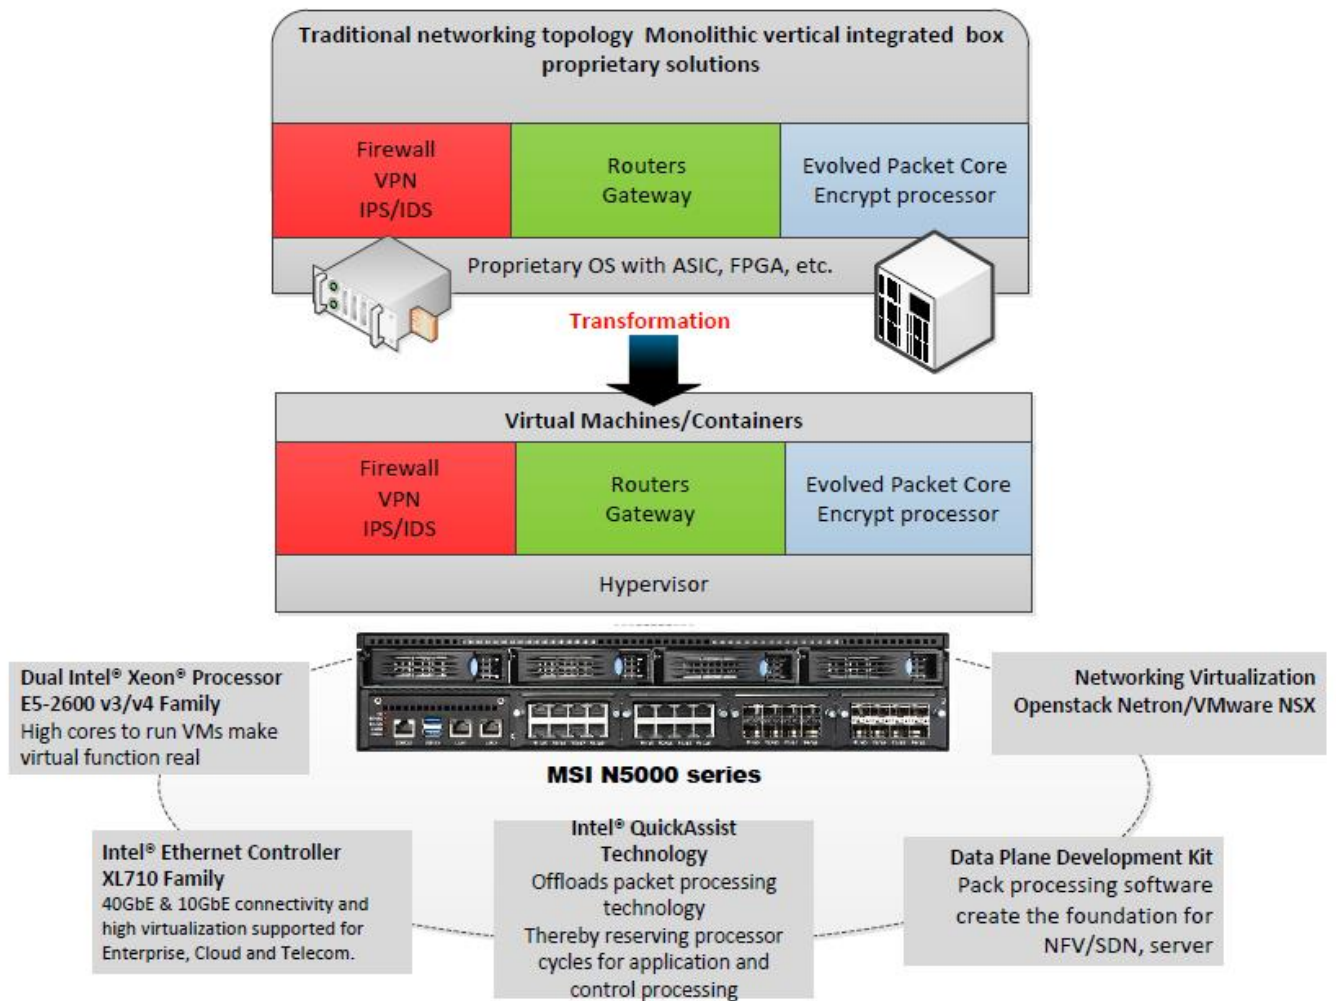 Traditional networking topology Monolithic vertical integrated box
proprietary solutions
Firewall
VPN
IPS/IDS
Routers
Gateway
Evolved Packet Core
Encrypt processor
Proprietary OS with ASIC, FPGA, etc.
Transformation
Virtual Machines/Containers
Firewall
VPN
IPS/IDS
Routers
Gateway
Evolved Packet Core
Encrypt processor
Hypervisor
Dual Intel® Xeon® Processor
E5-2600 v3/v4 Family
High cores to run VMs make
virtual function real
Networking Virtualization
Openstack Netron/VMware NSX
MSI N5000 series
Intel® Ethernet Controller
XL710 Family
40GbE & 10GbE connectivity and
high virtualization supported for
Enterprise, Cloud and Telecom.
Intel® QuickAssist
Technology
Offloads packet processing
technology
Thereby reserving processor
cycles for application and
control processing
Data Plane Development Kit
Pack processing software
create the foundation for
NFV/SDN, server